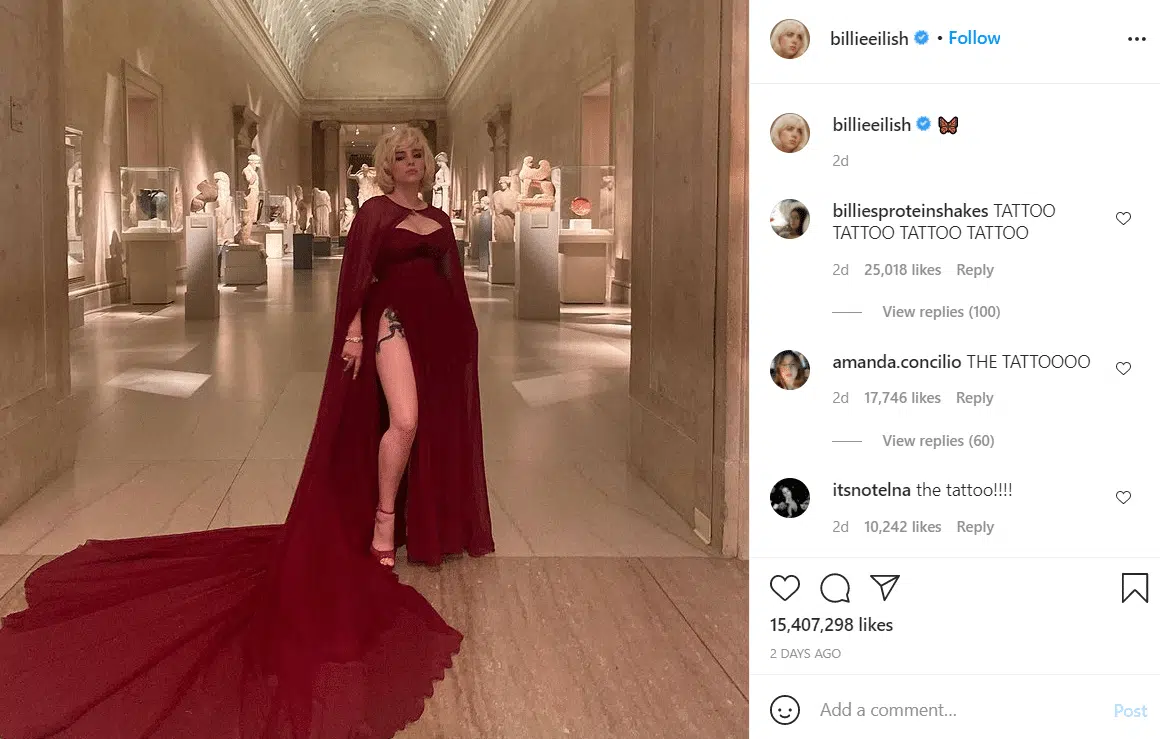 billieeilish • Follow
billieeilish 🦋
2d
billiesproteinshakes TATTOO
TATTOO TATTOO TATTOO
2d 25,018 likes Reply
View replies (100)
amanda.concilio THE TATTOOOO
2d 17,746 likes Reply
View replies (60)
itsnotelna the tattoo!!!!
2d 10,242 likes Reply
15,407,298 likes
2 DAYS AGO
Add a comment... Post